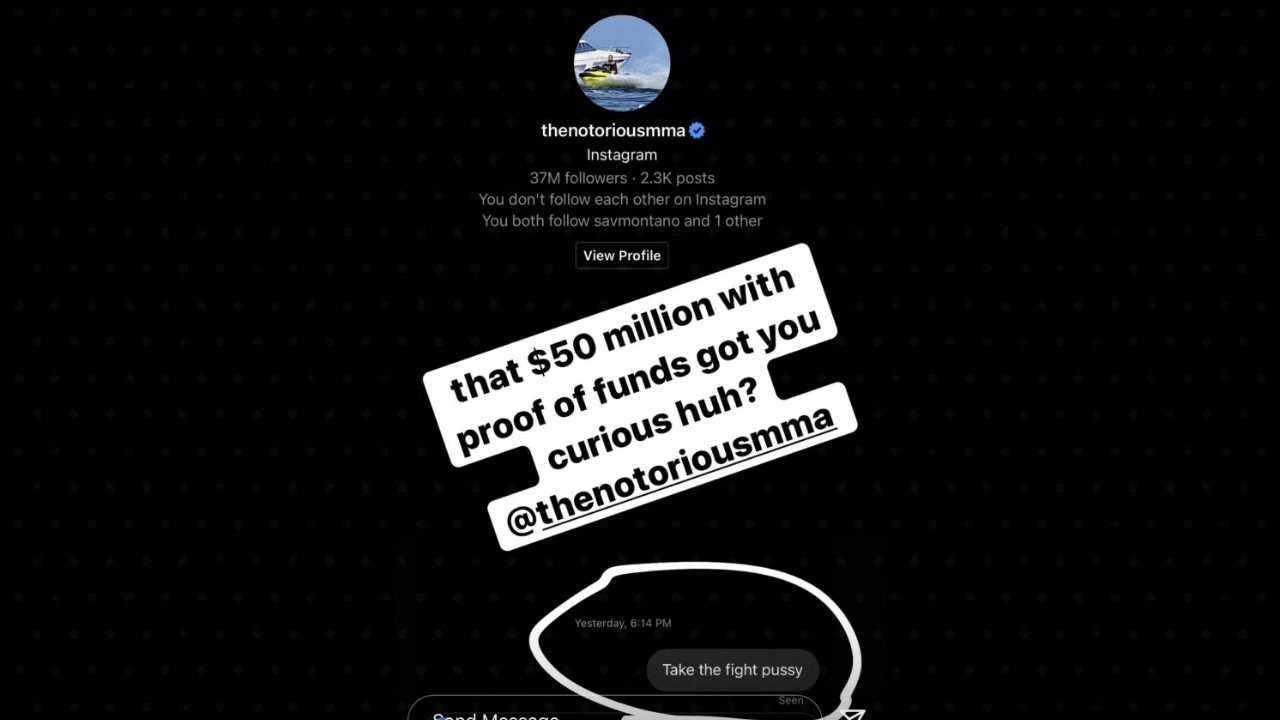 thenotoriousmma
Instagram
37M followers · 2.3K posts
You don't follow each other on Instagram
You both follow savmontano and 1 other
View Profile
that $50 million with
proof of funds got you
curious huh?
@thenotoriousmma
Yesterday, 6:14 PM
Take the fight pussy
Seen
Send Message